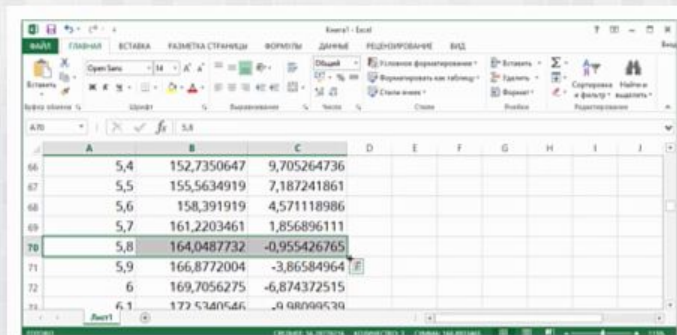 Книга1 - Excel
ФАЙЛ ГЛАВНАЯ ВСТАВКА РАЗМЕТКА СТРАНИЦЫ ФОРМУЛЫ ДАННЫЕ РЕЦЕНЗИРОВАНИЕ ВИД Вход
Open Sans 14 Общий Условное форматирование Вставить Σ
Вставить Форматировать как таблицу Удалить Сортировка Найти и
Ж К Ч Стили ячеек Формат и фильтр выделить
Буфер обмена Шрифт Выравнивание Число Стили Ячейки Редактирование
A70 fx 5,8
A B C D E F G H I J
66 5,4 152,7350647 9,705264736
67 5,5 155,5634919 7,187241861
68 5,6 158,391919 4,571118986
69 5,7 161,2203461 1,856896111
70 5,8 164,0487732 -0,955426765
71 5,9 166,8772004 -3,86584964
72 6 169,7056275 -6,874372515
73 6,1 172,5340546 -9,98099539
Лист1
ГОТОВО